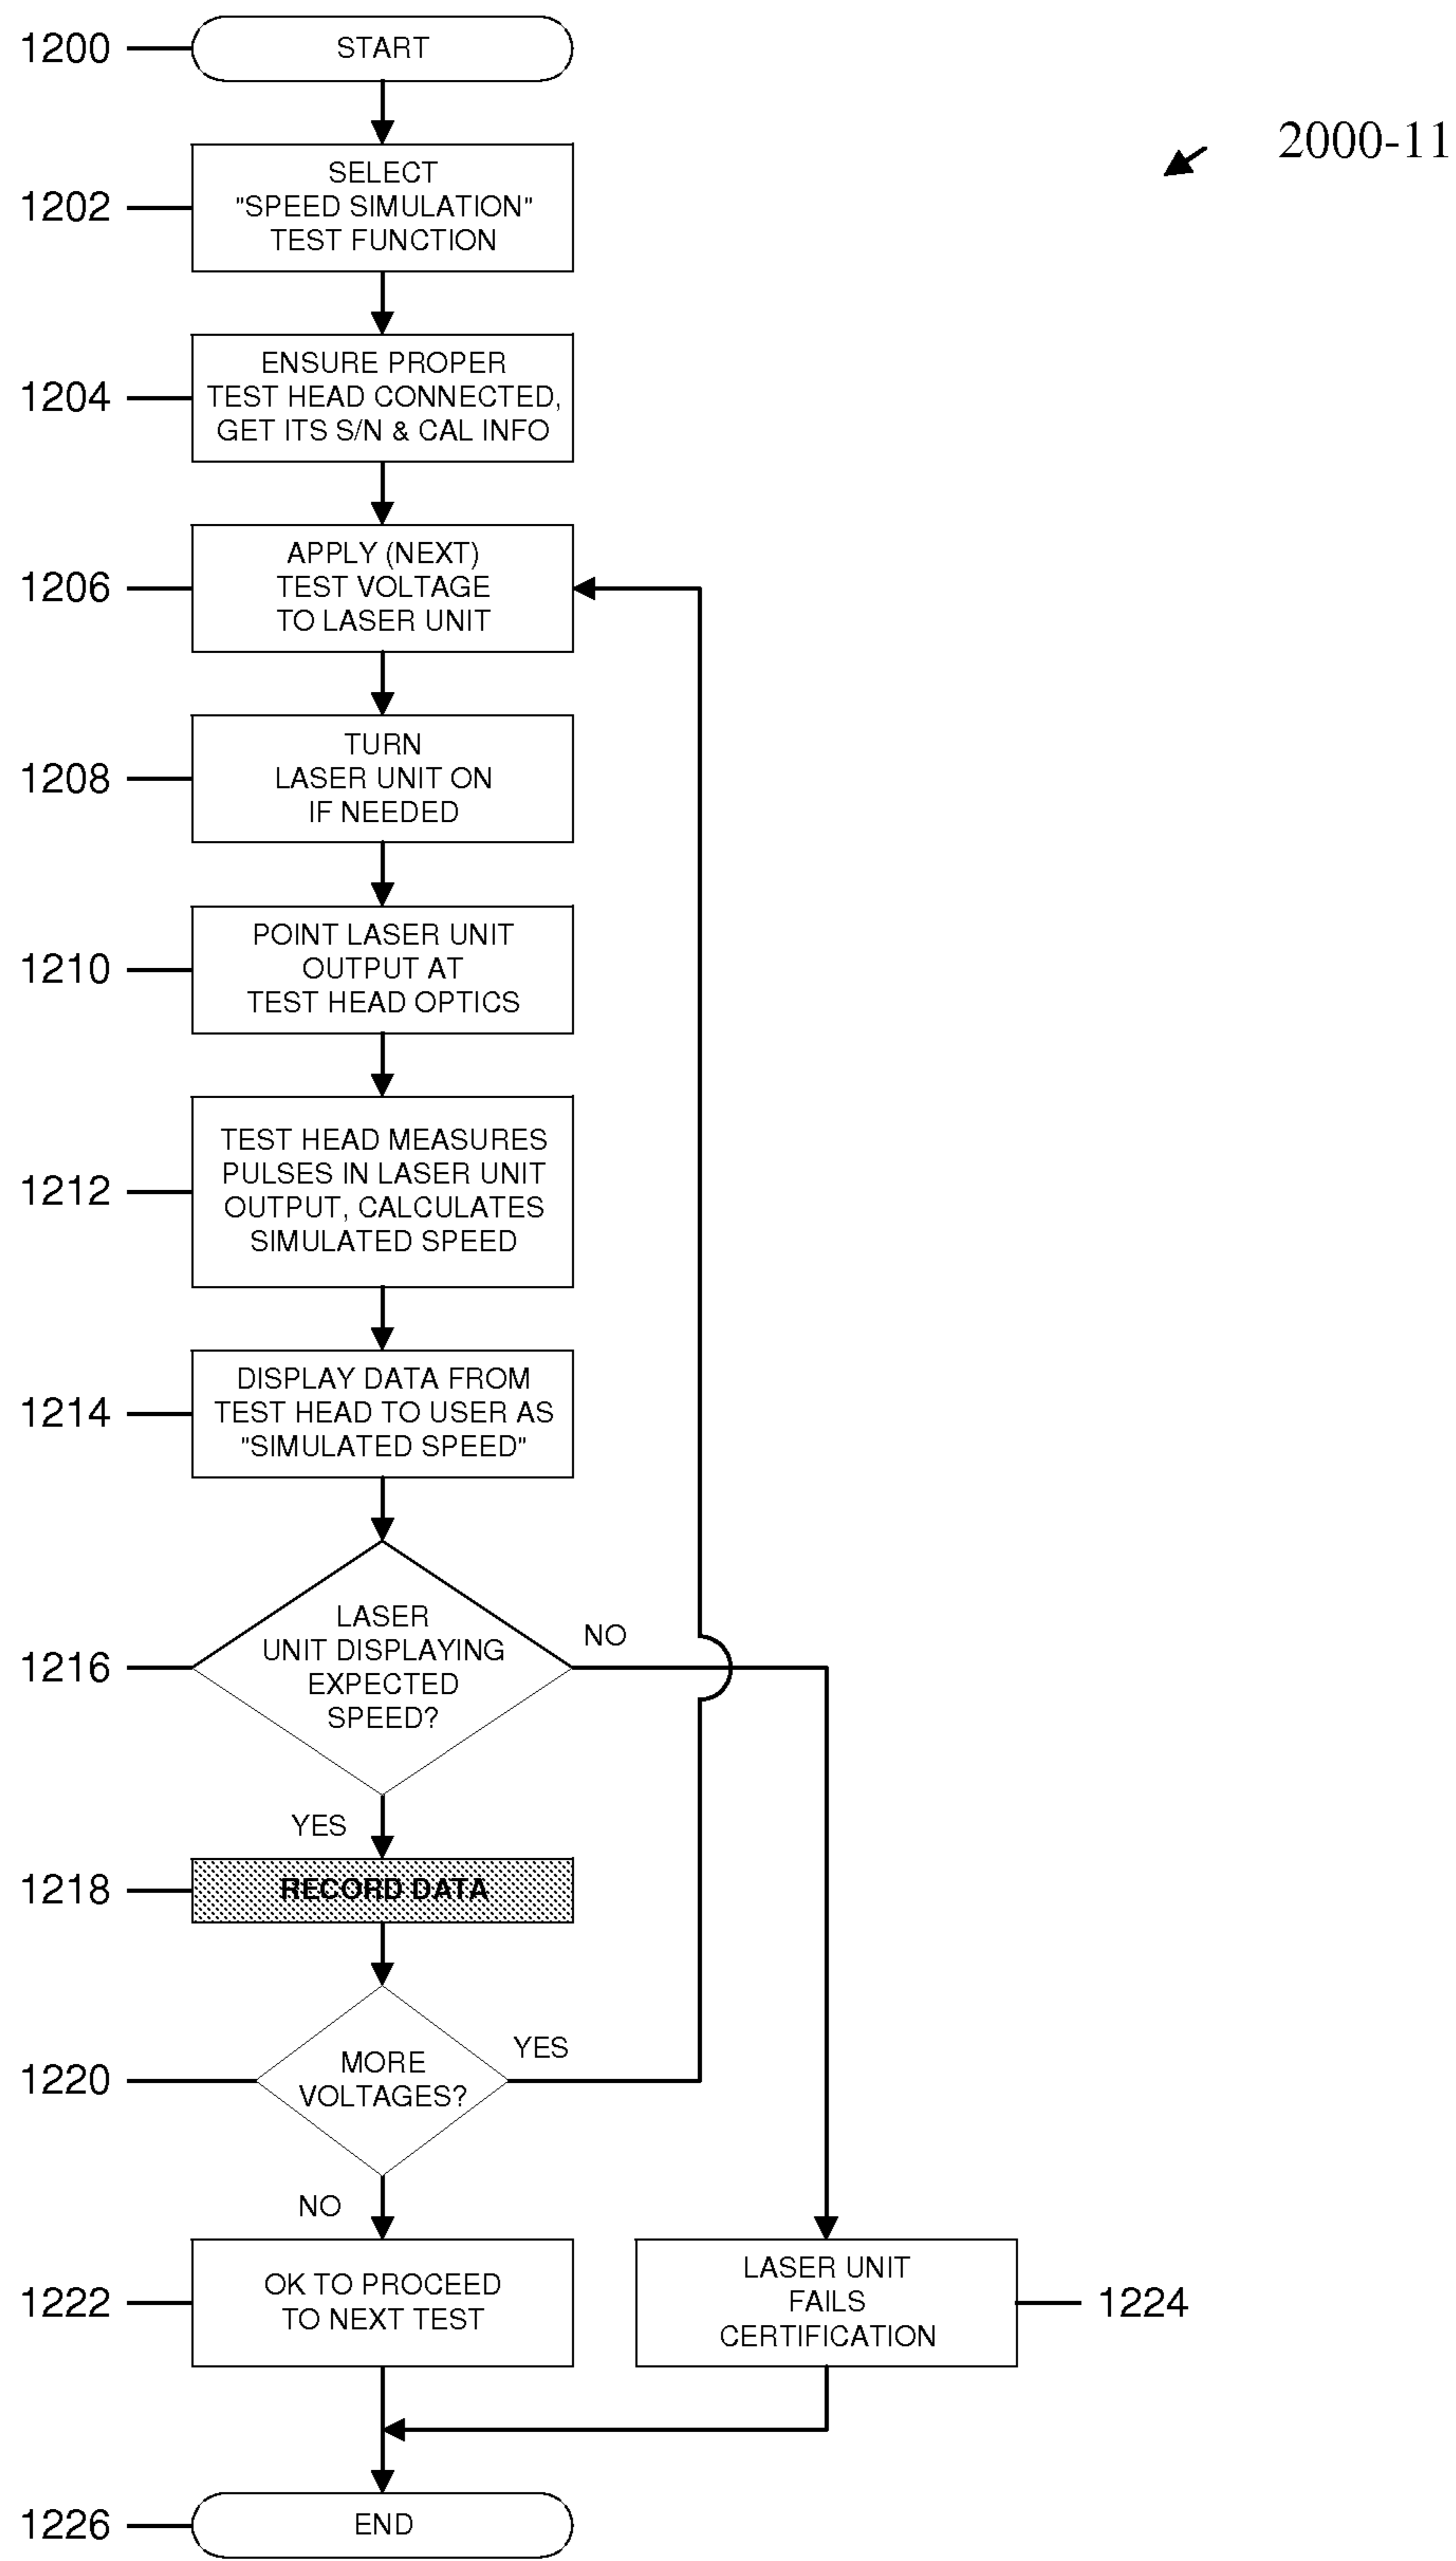 1200
START
2000-11
1202
SELECT
"SPEED SIMULATION"
TEST FUNCTION
1204
ENSURE PROPER
TEST HEAD CONNECTED,
GET ITS S/N & CAL INFO
1206
APPLY (NEXT)
TEST VOLTAGE
TO LASER UNIT
1208
TURN
LASER UNIT ON
IF NEEDED
1210
POINT LASER UNIT
OUTPUT AT
TEST HEAD OPTICS
1212
TEST HEAD MEASURES
PULSES IN LASER UNIT
OUTPUT, CALCULATES
SIMULATED SPEED
1214
DISPLAY DATA FROM
TEST HEAD TO USER AS
"SIMULATED SPEED"
1216
LASER
UNIT DISPLAYING
EXPECTED
SPEED?
NO
YES
1218
RECORD DATA
1220
MORE
VOLTAGES?
YES
NO
1222
OK TO PROCEED
TO NEXT TEST
LASER UNIT
FAILS
CERTIFICATION
1224
1226
END